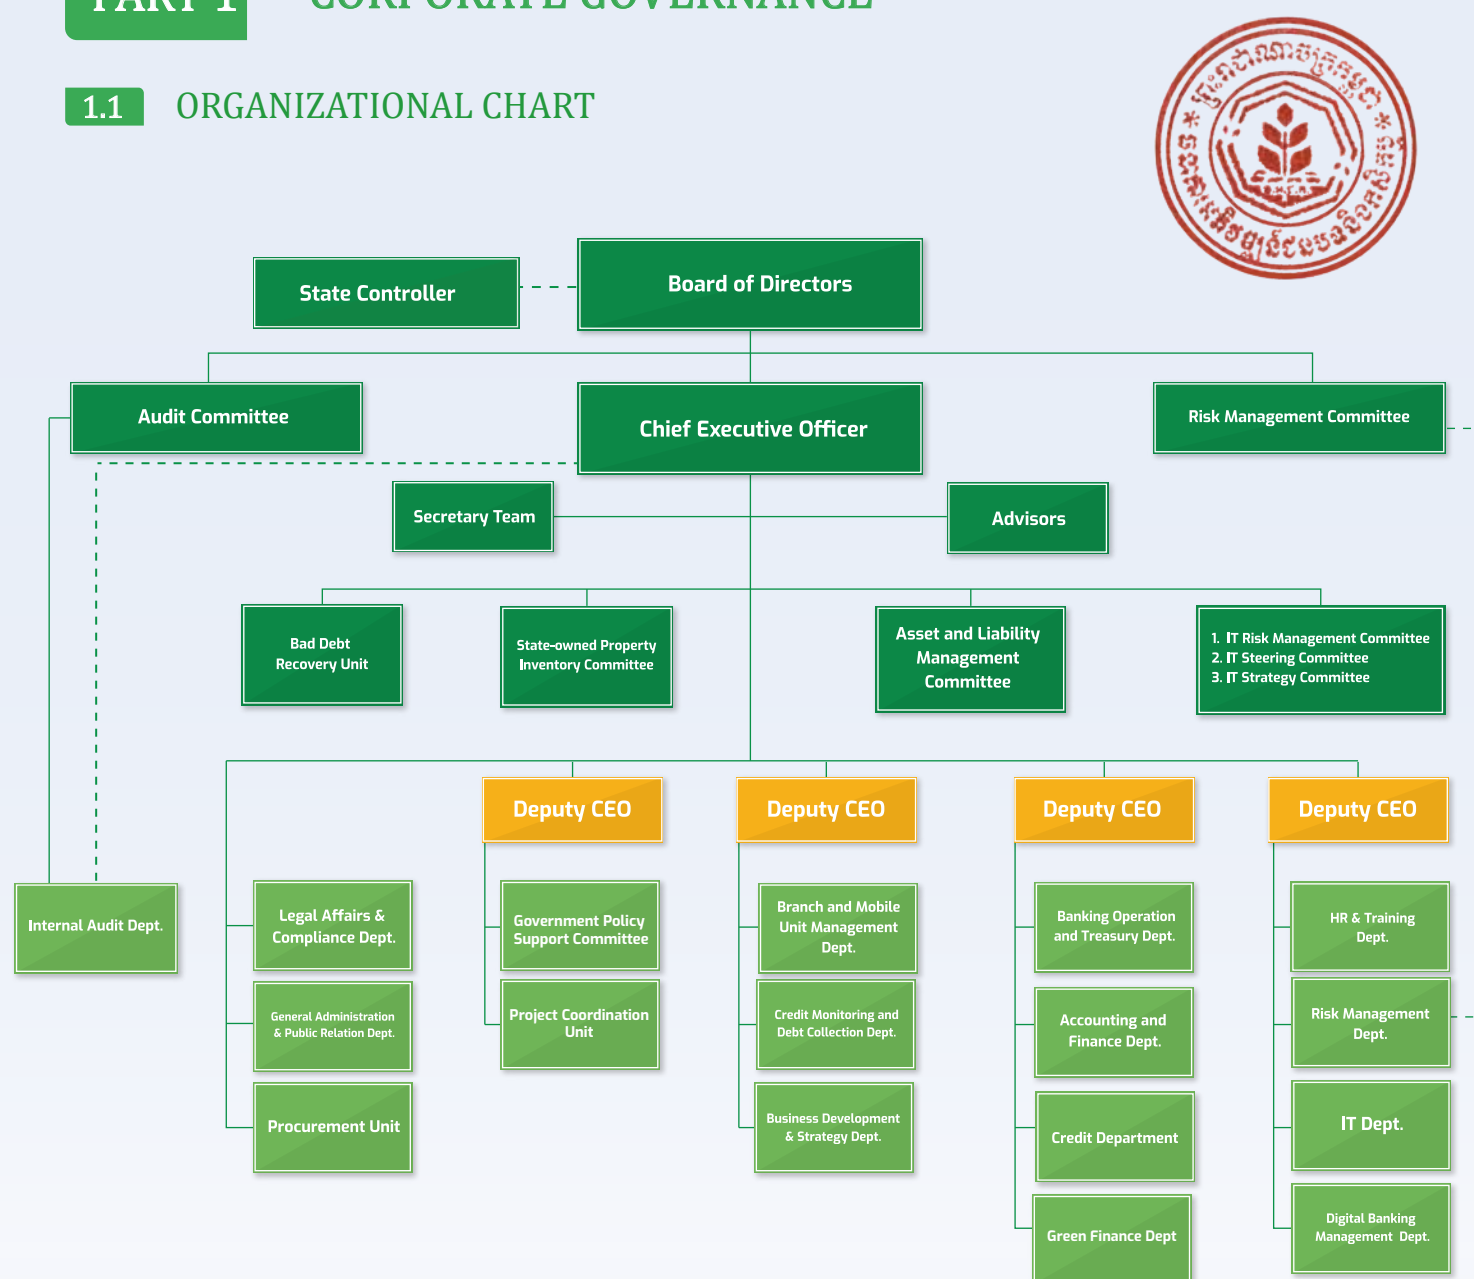 PART 1
CORPORATE GOVERNANCE
1.1
ORGANIZATIONAL CHART
State Controller
Board of Directors
Audit Committee
Chief Executive Officer
Risk Management Committee
Secretary Team
Advisors
Bad Debt
Recovery Unit
State-owned Property
Inventory Committee
Asset and Liability
Management
Committee
1. IT Risk Management Committee
2. IT Steering Committee
3. IT Strategy Committee
Deputy CEO
Deputy CEO
Deputy CEO
Deputy CEO
Internal Audit Dept.
Legal Affairs &
Compliance Dept.
General Administration
& Public Relation Dept.
Procurement Unit
Government Policy
Support Committee
Project Coordination
Unit
Branch and Mobile
Unit Management
Dept.
Credit Monitoring and
Debt Collection Dept.
Business Development
& Strategy Dept.
Banking Operation
and Treasury Dept.
Accounting and
Finance Dept.
Credit Department
Green Finance Dept
HR & Training
Dept.
Risk Management
Dept.
IT Dept.
Digital Banking
Management Dept.